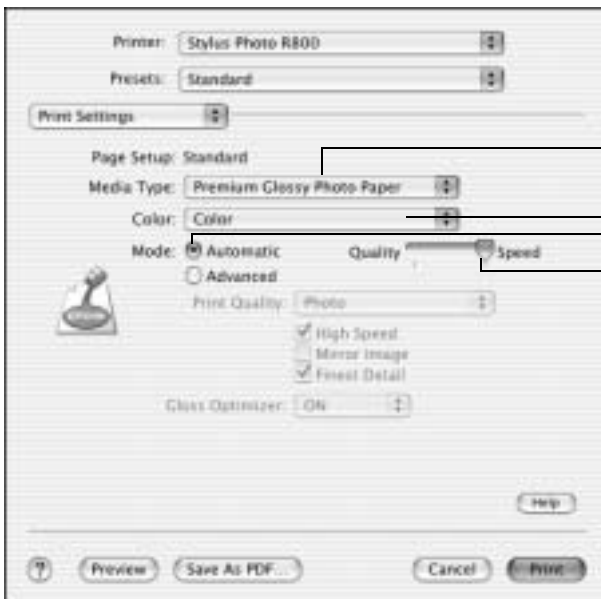 Printer: Stylus Photo R800
Presets: Standard
Print Settings
Page Setup: Standard
Media Type: Premium Glossy Photo Paper
Color: Color
Mode: Automatic Quality Speed
Advanced
Print Quality: Photo
High Speed
Mirror Image
Finest Detail
Gloss Optimizer: ON
Help
? Preview Save As PDF... Cancel Print